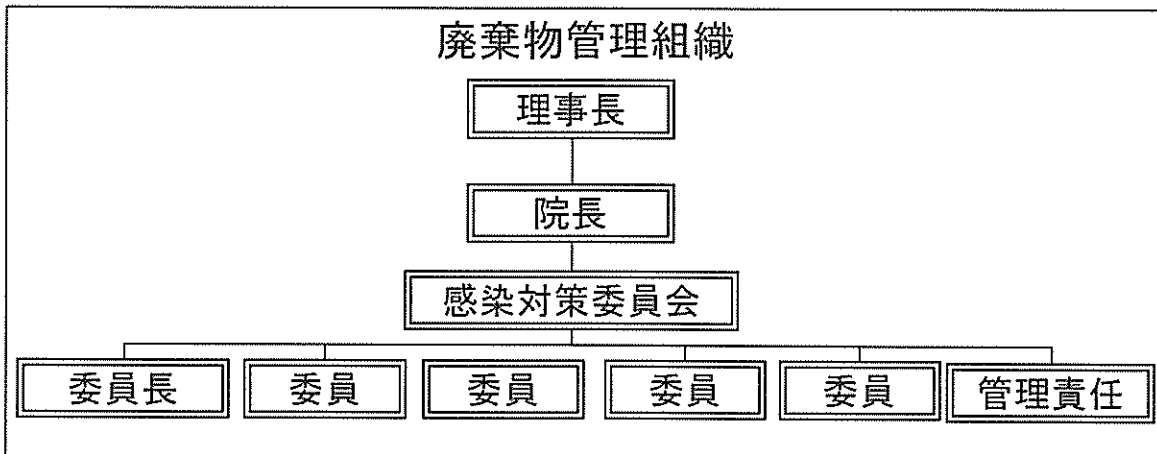 廃棄物管理組織
理事長
院長
感染対策委員会
委員長 委員 委員 委員 委員 管理責任